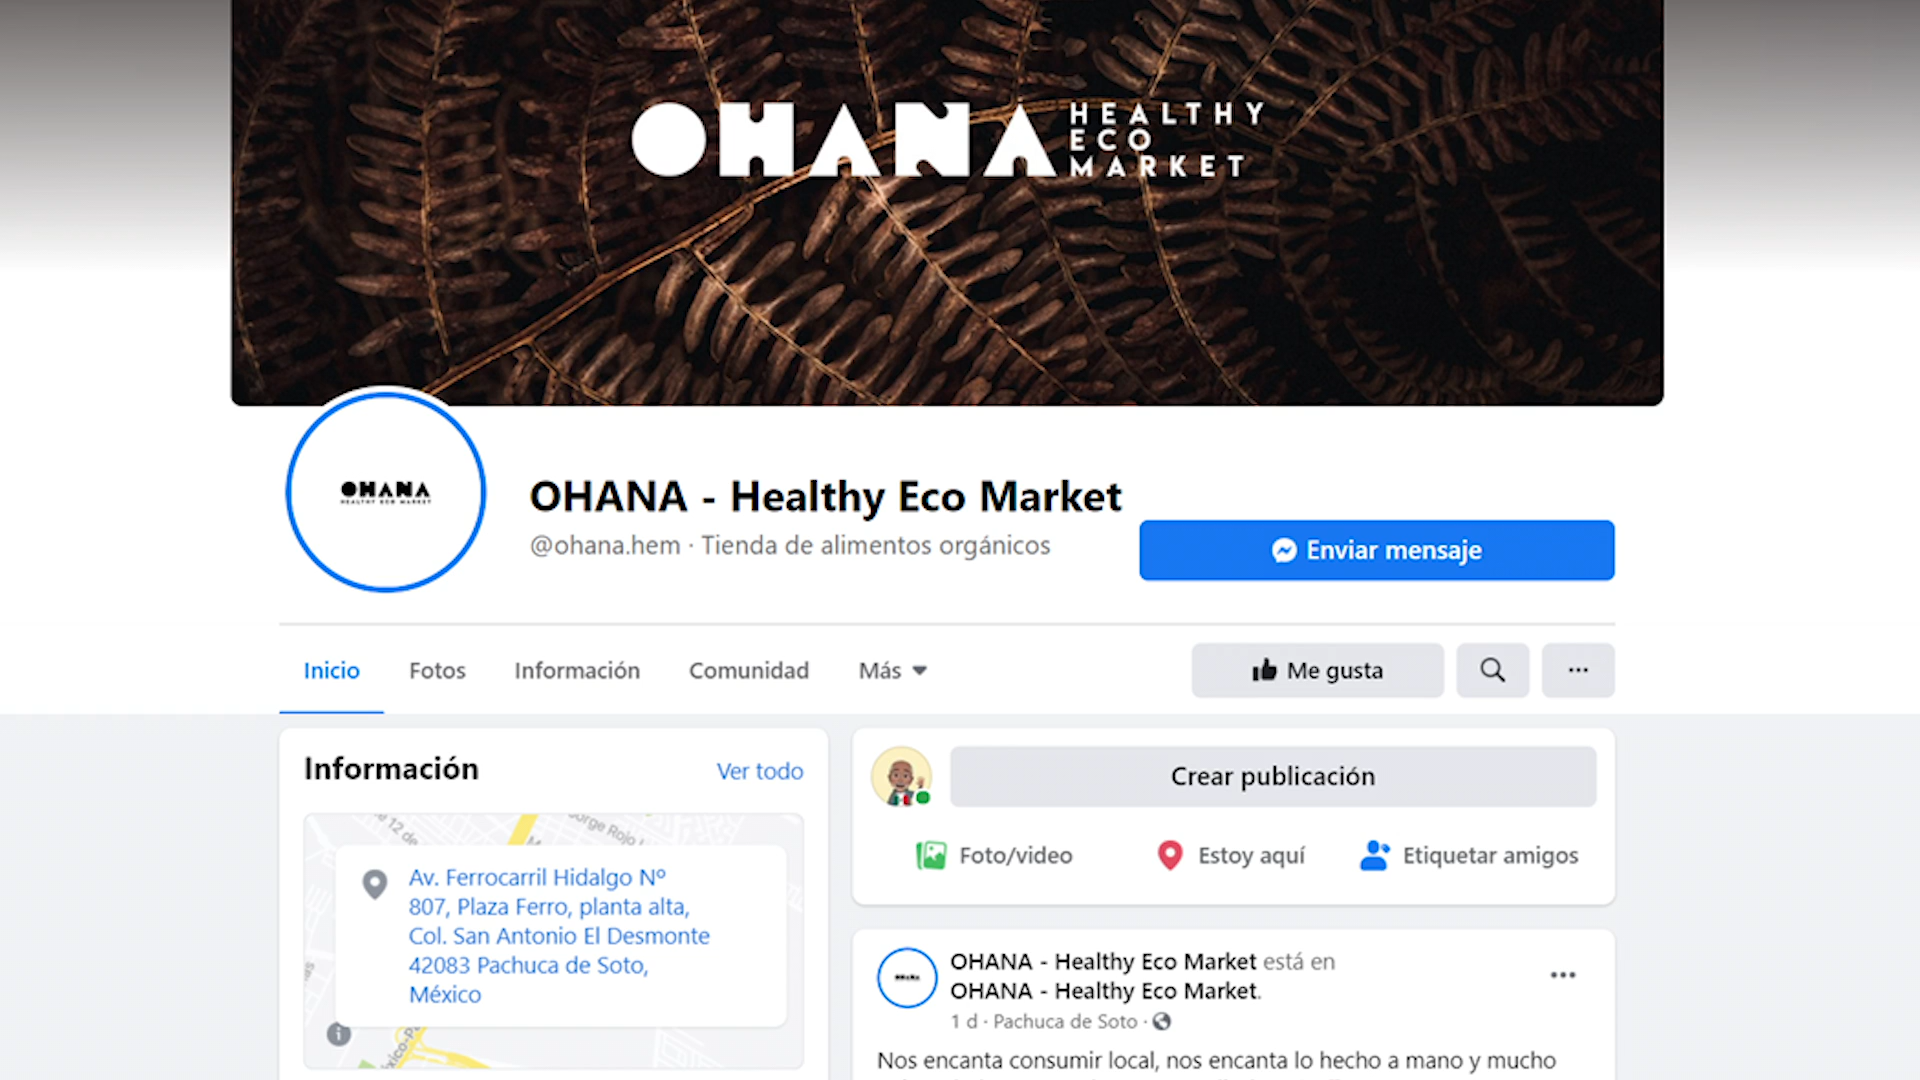 OHANA
HEALTHY
ECO
MARKET
OHANA
HEALTHY ECO MARKET
OHANA - Healthy Eco Market
@ohana.hem · Tienda de alimentos orgánicos
Enviar mensaje
Inicio
Fotos
Información
Comunidad
Más
Me gusta
Información
Ver todo
Av. Ferrocarril Hidalgo Nº
807, Plaza Ferro, planta alta,
Col. San Antonio El Desmonte
42083 Pachuca de Soto,
México
Crear publicación
Foto/video
Estoy aquí
Etiquetar amigos
OHANA
OHANA - Healthy Eco Market está en
OHANA - Healthy Eco Market.
1 d · Pachuca de Soto ·
Nos encanta consumir local, nos encanta lo hecho a mano y mucho